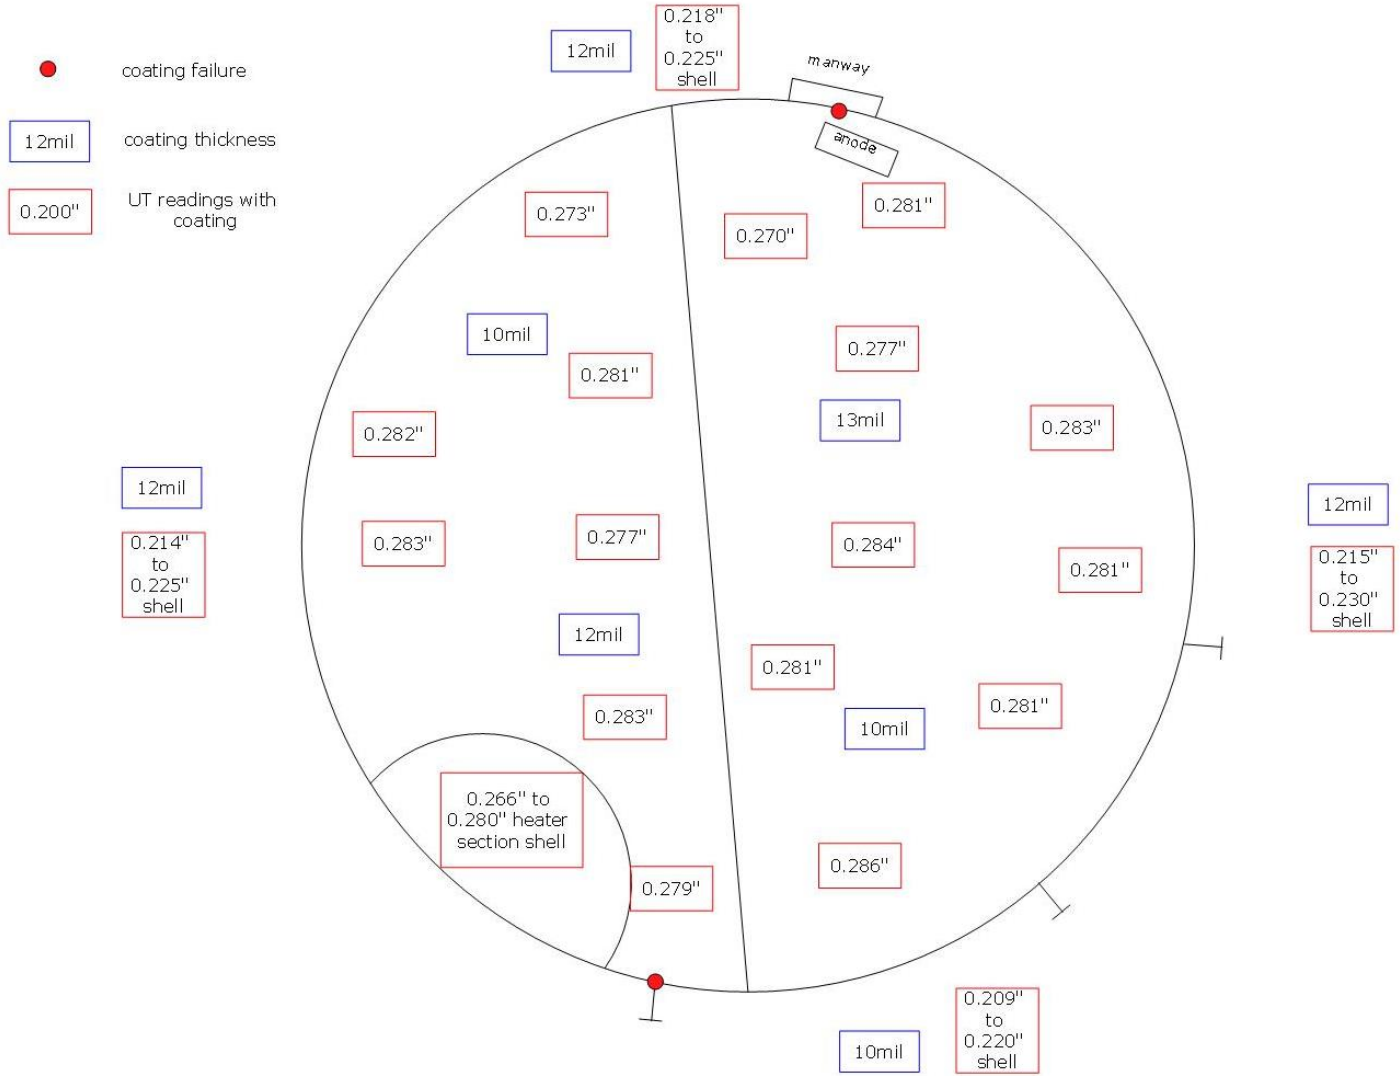 0.218"
to
0.225"
shell
12mil
manway
anode
coating failure
12mil
coating thickness
0.200"
UT readings with
coating
0.273"
0.281"
0.270"
10mil
0.277"
0.281"
13mil
0.282"
0.283"
12mil
0.214"
to
0.225"
shell
0.283"
0.277"
0.284"
0.281"
12mil
0.215"
to
0.230"
shell
12mil
0.281"
0.283"
0.281"
10mil
0.266" to
0.280" heater
section shell
0.279"
0.286"
10mil
0.209"
to
0.220"
shell